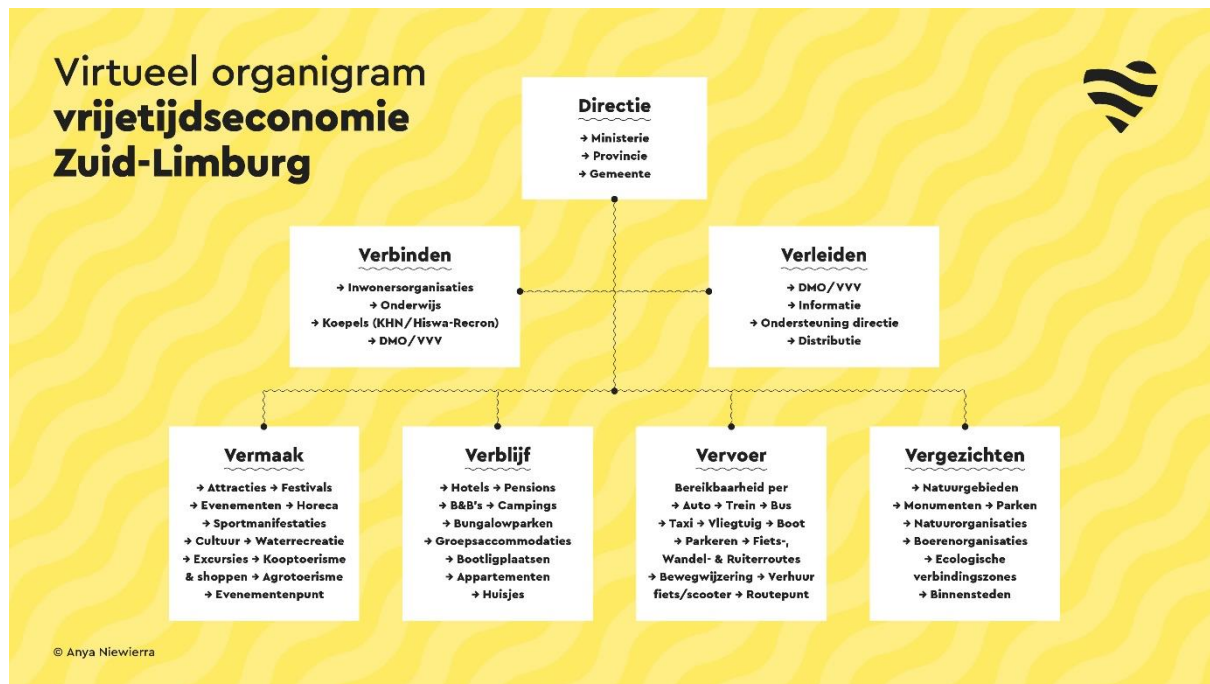 Virtueel organigram
vrijetijdseconomie
Zuid-Limburg
Directie
→ Ministerie
→ Provincie
→ Gemeente
Verbinden
→ Inwonersorganisaties
→ Onderwijs
→ Koepels (KHN/Hiswa-Recron)
→ DMO/VVV
Verleiden
→ DMO/VVV
→ Informatie
→ Ondersteuning directie
→ Distributie
Vermaak
→ Attracties → Festivals
→ Evenementen → Horeca
→ Sportmanifestaties
→ Cultuur → Waterrecreatie
→ Excursies → Kooptoerisme
& shoppen → Agrotoerisme
→ Evenementenpunt
Verblijf
→ Hotels → Pensions
→ B&B's → Campings
→ Bungalowparken
→ Groepsaccommodaties
→ Bootligplaatsen
→ Appartementen
→ Huisjes
Vervoer
Bereikbaarheid per
→ Auto → Trein → Bus
→ Taxi → Vliegtuig → Boot
→ Parkeren → Fiets-,
Wandel- & Ruiterroutes
→ Bewegwijzering → Verhuur
fiets/scooter → Routepunt
Vergezichten
→ Natuurgebieden
→ Monumenten → Parken
→ Natuurorganisaties
→ Boerenorganisaties
→ Ecologische
verbindingszones
→ Binnensteden
© Anya Niewierra